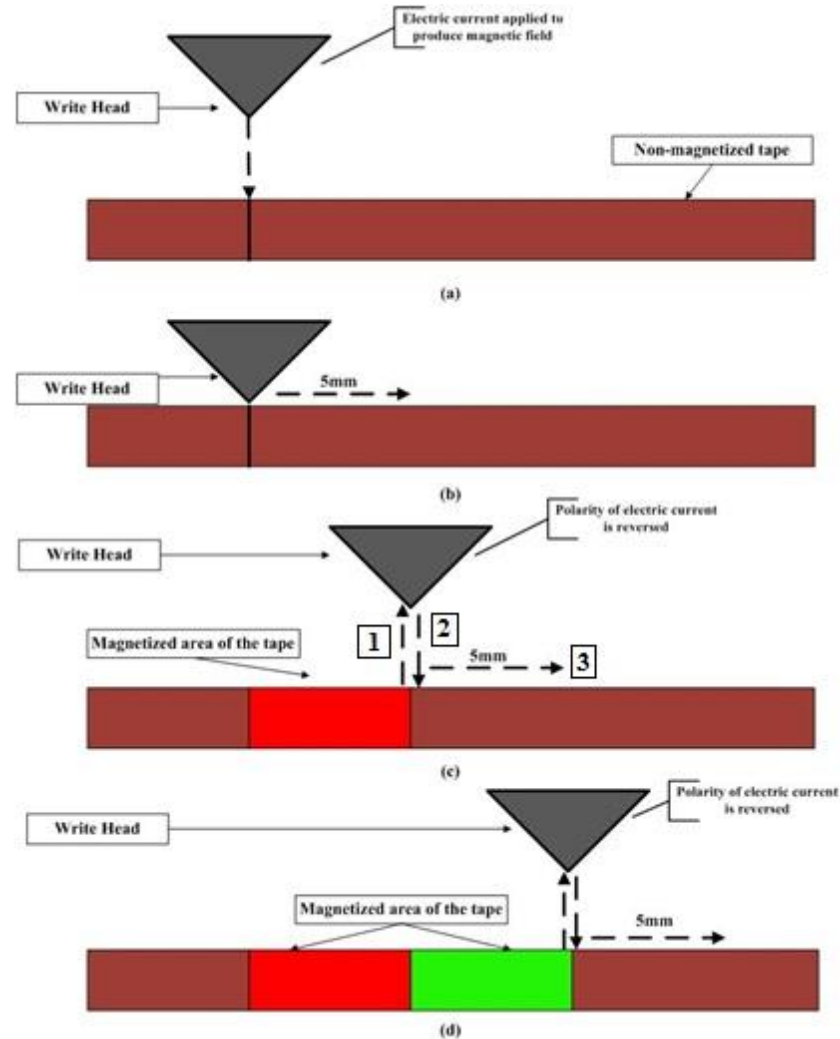 Electric current applied to
produce magnetic field
Write Head
Non-magnetized tape
(a)
Write Head
5mm
(b)
Polarity of electric current
is reversed
Write Head
1
2
Magnetized area of the tape
5mm
3
(c)
Polarity of electric current
is reversed
Write Head
Magnetized area of the tape
5mm
(d)